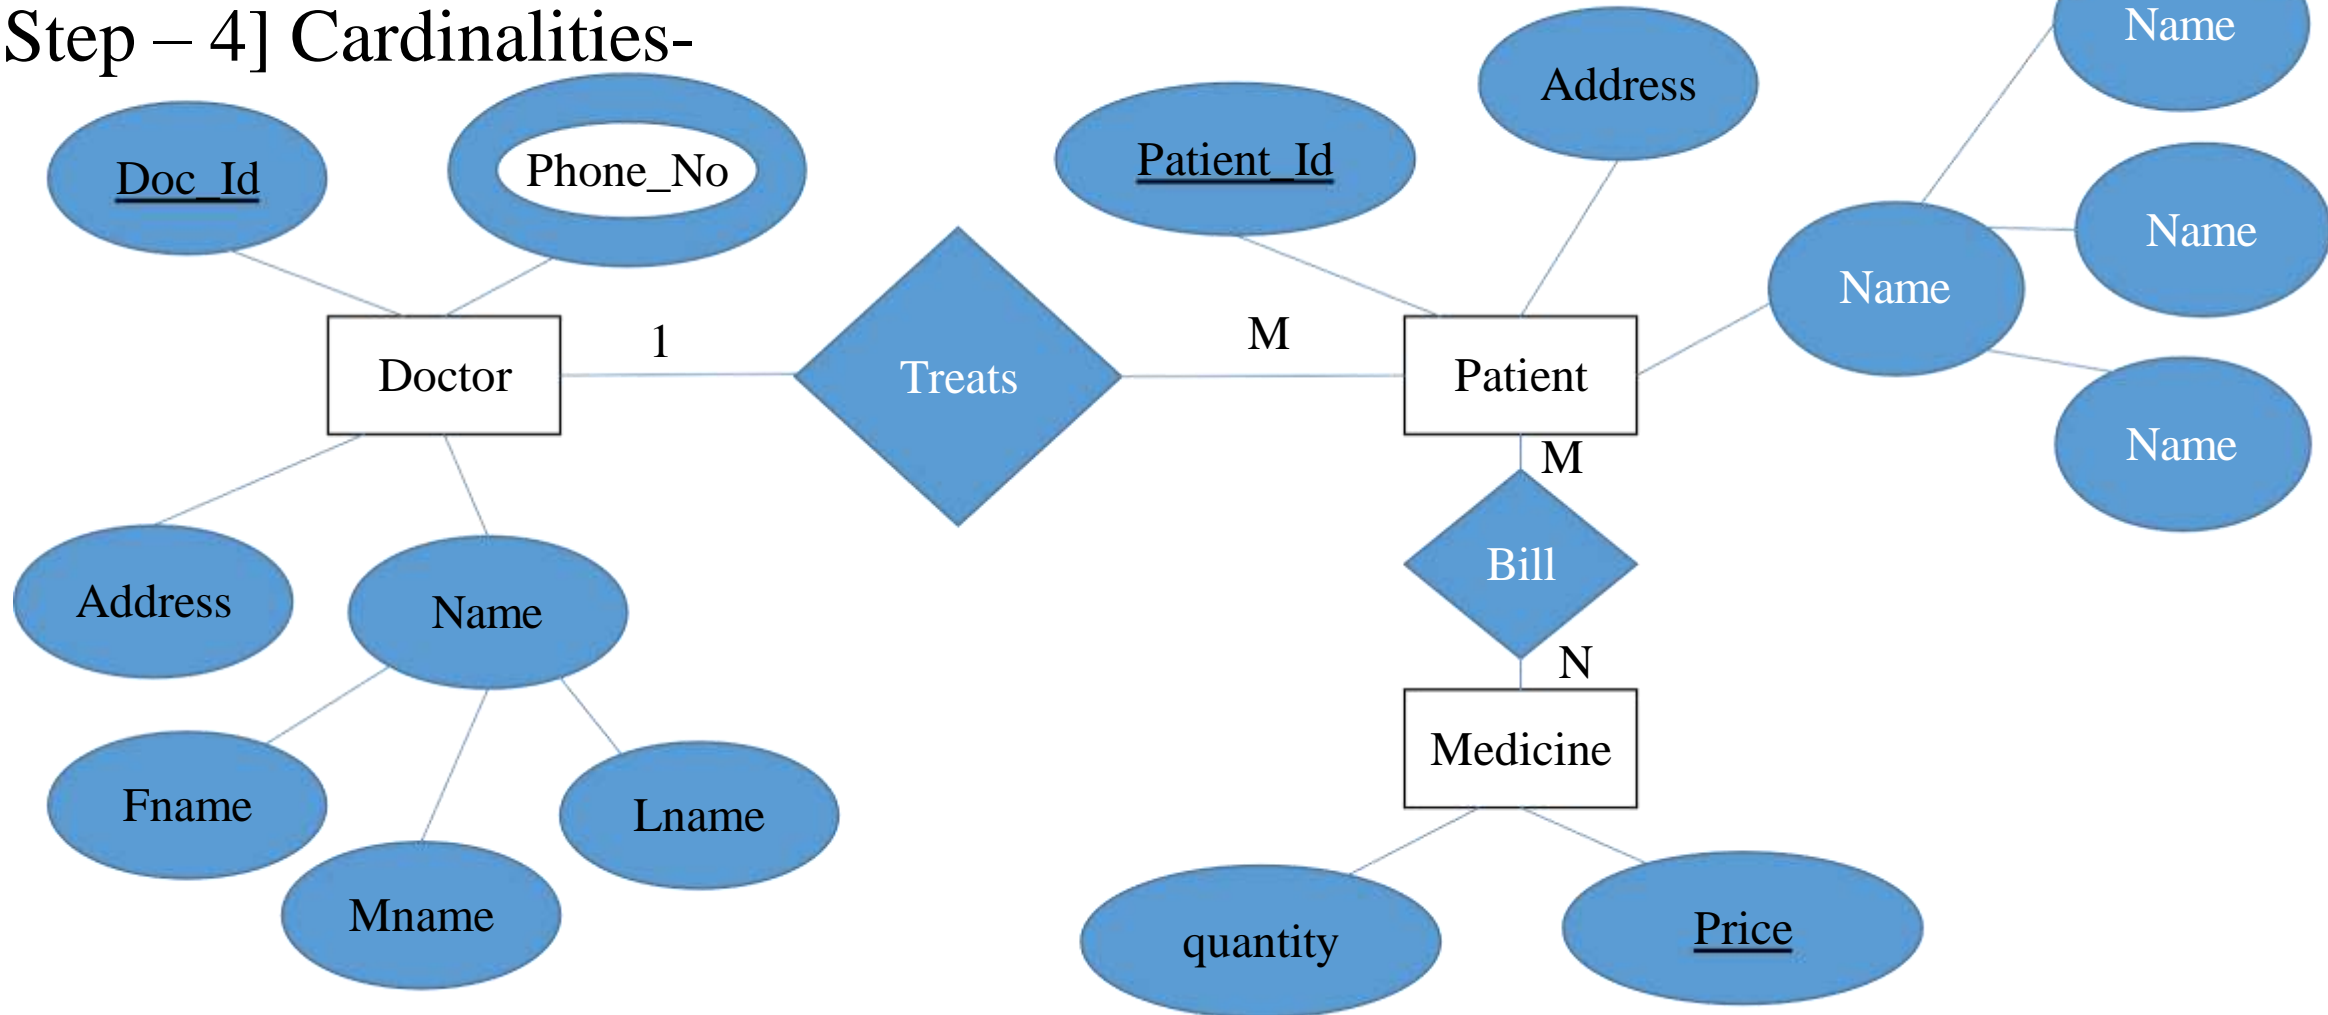 Step – 4] Cardinalities-
Name
Address
Doc_Id
Phone_No
Patient_Id
Name
Name
1
M
Doctor
Treats
Patient
M
Name
Bill
Address
Name
N
Medicine
Fname
Lname
Mname
quantity
Price